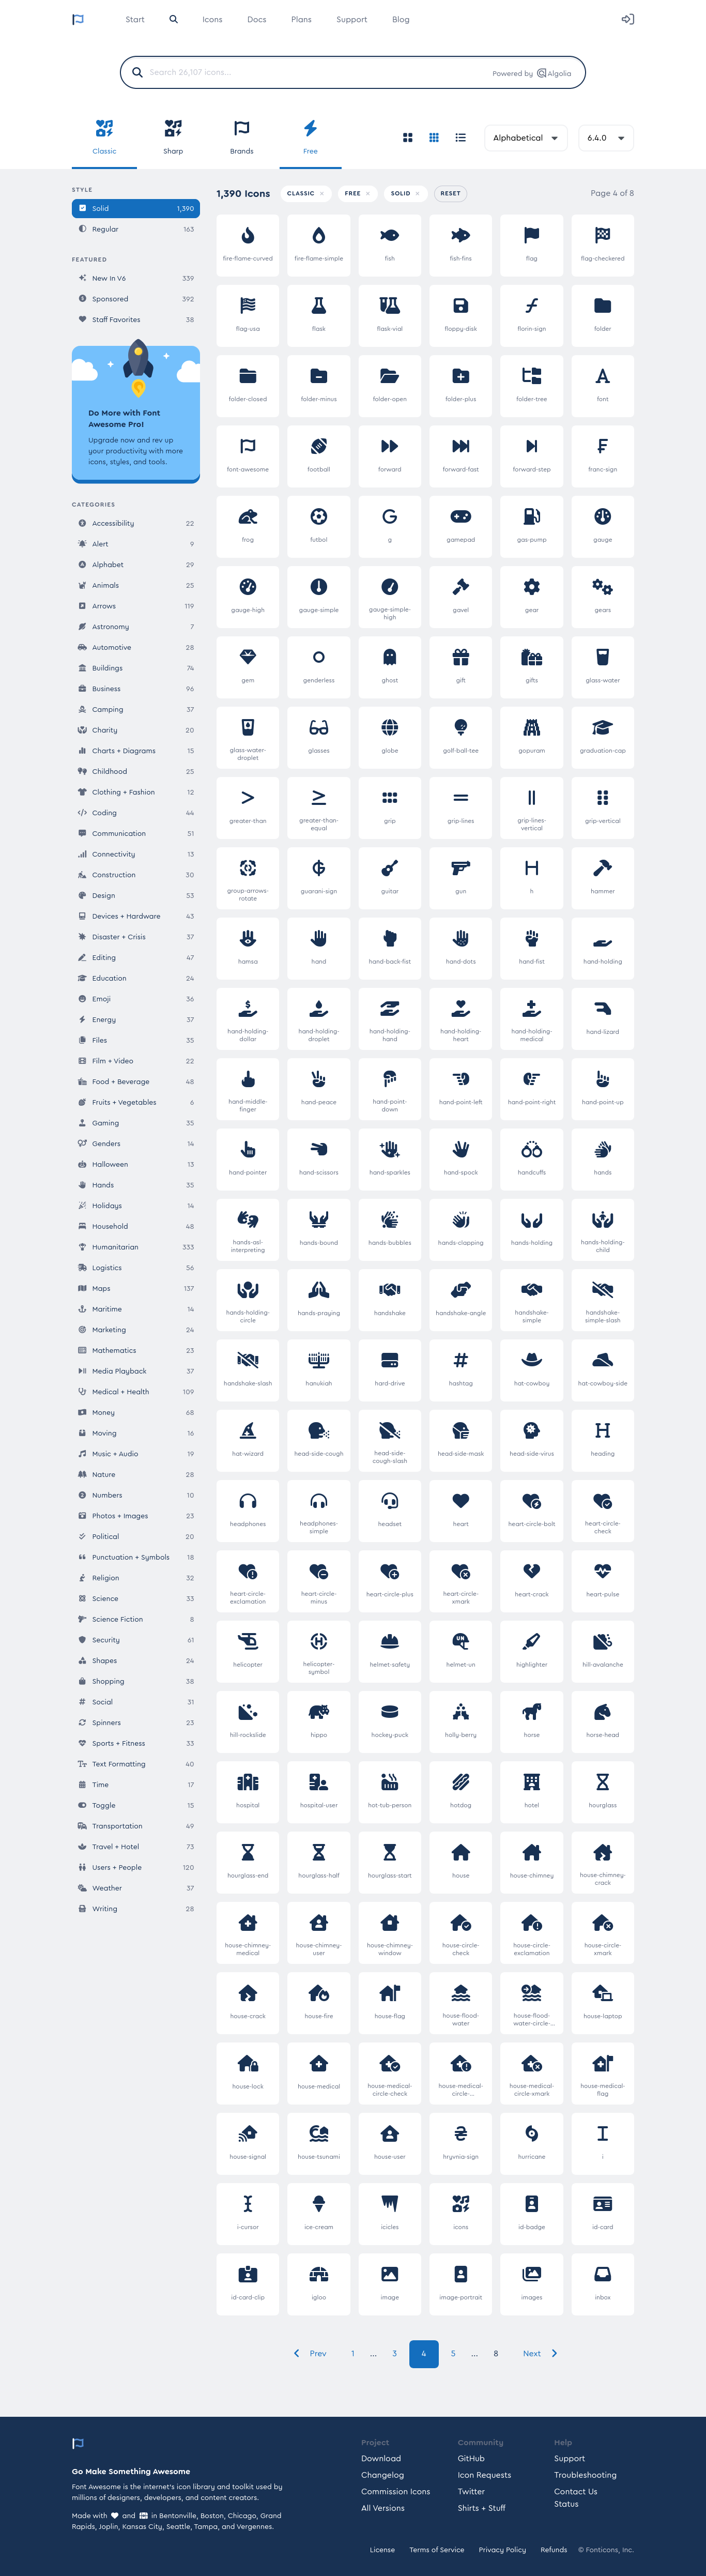 Start
Icons
Docs
Plans
Support
Blog
Search 26,107 icons...
Powered by Algolia
Classic
Sharp
Brands
Free
Alphabetical
6.4.0
STYLE
Solid 1,390
Regular 163
FEATURED
New In V6 339
Sponsored 392
Staff Favorites 38
Do More with Font
Awesome Pro!
Upgrade now and rev up
your productivity with more
icons, styles, and tools.
CATEGORIES
Accessibility 22
Alert 9
Alphabet 29
Animals 25
Arrows 119
Astronomy 7
Automotive 28
Buildings 74
Business 96
Camping 37
Charity 20
Charts + Diagrams 15
Childhood 25
Clothing + Fashion 12
Coding 44
Communication 51
Connectivity 13
Construction 30
Design 53
Devices + Hardware 43
Disaster + Crisis 37
Editing 47
Education 24
Emoji 36
Energy 37
Files 35
Film + Video 22
Food + Beverage 48
Fruits + Vegetables 6
Gaming 35
Genders 14
Halloween 13
Hands 35
Holidays 14
Household 48
Humanitarian 333
Logistics 56
Maps 137
Maritime 14
Marketing 24
Mathematics 23
Media Playback 37
Medical + Health 109
Money 68
Moving 16
Music + Audio 19
Nature 28
Numbers 10
Photos + Images 23
Political 20
Punctuation + Symbols 18
Religion 32
Science 33
Science Fiction 8
Security 61
Shapes 24
Shopping 38
Social 31
Spinners 23
Sports + Fitness 33
Text Formatting 40
Time 17
Toggle 15
Transportation 49
Travel + Hotel 73
Users + People 120
Weather 37
Writing 28
1,390 Icons
CLASSIC
FREE
SOLID
RESET
Page 4 of 8
fire-flame-curved
fire-flame-simple
fish
fish-fins
flag
flag-checkered
flag-usa
flask
flask-vial
floppy-disk
florin-sign
folder
folder-closed
folder-minus
folder-open
folder-plus
folder-tree
font
font-awesome
football
forward
forward-fast
forward-step
franc-sign
frog
futbol
g
gamepad
gas-pump
gauge
gauge-high
gauge-simple
gauge-simple-
high
gavel
gear
gears
gem
genderless
ghost
gift
gifts
glass-water
glass-water-
droplet
glasses
globe
golf-ball-tee
gopuram
graduation-cap
greater-than
greater-than-
equal
grip
grip-lines
grip-lines-
vertical
grip-vertical
group-arrows-
rotate
guarani-sign
guitar
gun
h
hammer
hamsa
hand
hand-back-fist
hand-dots
hand-fist
hand-holding
hand-holding-
dollar
hand-holding-
droplet
hand-holding-
hand
hand-holding-
heart
hand-holding-
medical
hand-lizard
hand-middle-
finger
hand-peace
hand-point-
down
hand-point-left
hand-point-right
hand-point-up
hand-pointer
hand-scissors
hand-sparkles
hand-spock
handcuffs
hands
hands-asl-
interpreting
hands-bound
hands-bubbles
hands-clapping
hands-holding
hands-holding-
child
hands-holding-
circle
hands-praying
handshake
handshake-angle
handshake-
simple
handshake-
simple-slash
handshake-slash
hanukiah
hard-drive
hashtag
hat-cowboy
hat-cowboy-side
hat-wizard
head-side-cough
head-side-
cough-slash
head-side-mask
head-side-virus
heading
headphones
headphones-
simple
headset
heart
heart-circle-bolt
heart-circle-
check
heart-circle-
exclamation
heart-circle-
minus
heart-circle-plus
heart-circle-
xmark
heart-crack
heart-pulse
helicopter
helicopter-
symbol
helmet-safety
helmet-un
highlighter
hill-avalanche
hill-rockslide
hippo
hockey-puck
holly-berry
horse
horse-head
hospital
hospital-user
hot-tub-person
hotdog
hotel
hourglass
hourglass-end
hourglass-half
hourglass-start
house
house-chimney
house-chimney-
crack
house-chimney-
medical
house-chimney-
user
house-chimney-
window
house-circle-
check
house-circle-
exclamation
house-circle-
xmark
house-crack
house-fire
house-flag
house-flood-
water
house-flood-
water-circle-...
house-laptop
house-lock
house-medical
house-medical-
circle-check
house-medical-
circle-...
house-medical-
circle-xmark
house-medical-
flag
house-signal
house-tsunami
house-user
hryvnia-sign
hurricane
i
i-cursor
ice-cream
icicles
icons
id-badge
id-card
id-card-clip
igloo
image
image-portrait
images
inbox
Prev 1 ... 3 4 5 ... 8 Next
Go Make Something Awesome
Font Awesome is the internet's icon library and toolkit used by
millions of designers, developers, and content creators.
Made with and in Bentonville, Boston, Chicago, Grand
Rapids, Joplin, Kansas City, Seattle, Tampa, and Vergennes.
Project
Download
Changelog
Commission Icons
All Versions
Community
GitHub
Icon Requests
Twitter
Shirts + Stuff
Help
Support
Troubleshooting
Contact Us
Status
License
Terms of Service
Privacy Policy
Refunds
© Fonticons, Inc.